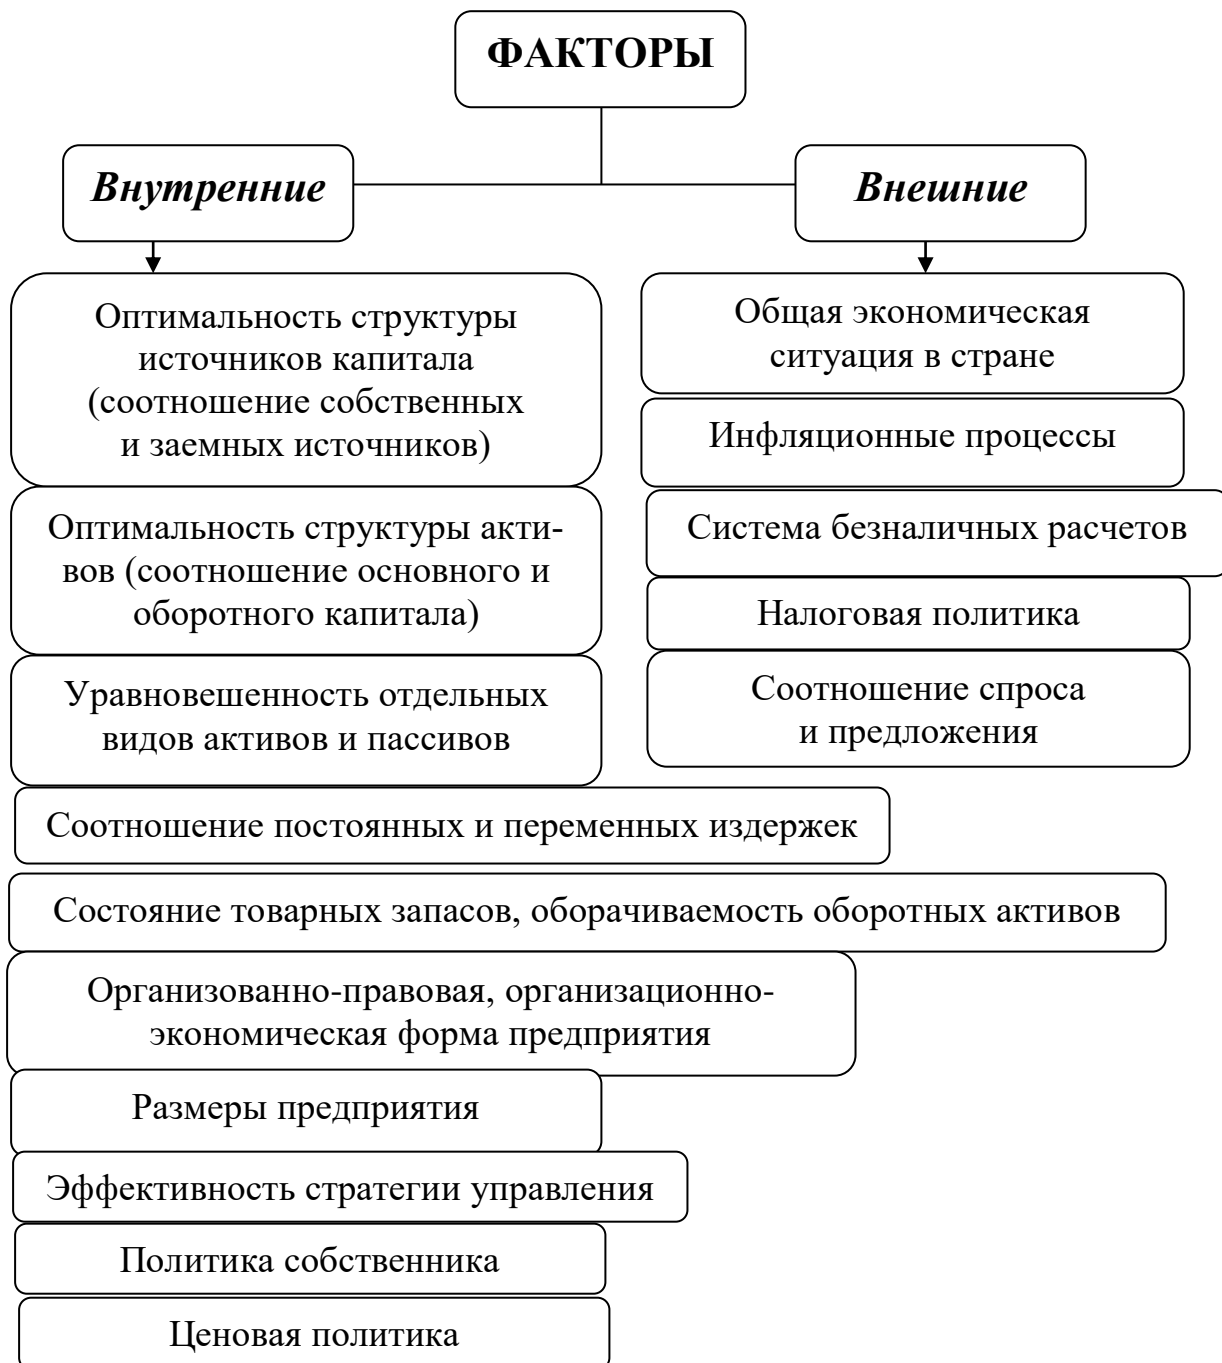 ФАКТОРЫ
Внутренние
Внешние
Оптимальность структуры
источников капитала
(соотношение собственных
и заемных источников)
Оптимальность структуры акти-
вов (соотношение основного и
оборотного капитала)
Уравновешенность отдельных
видов активов и пассивов
Соотношение постоянных и переменных издержек
Состояние товарных запасов, оборачиваемость оборотных активов
Организованно-правовая, организационно-
экономическая форма предприятия
Размеры предприятия
Эффективность стратегии управления
Политика собственника
Ценовая политика
Общая экономическая
ситуация в стране
Инфляционные процессы
Система безналичных расчетов
Налоговая политика
Соотношение спроса
и предложения